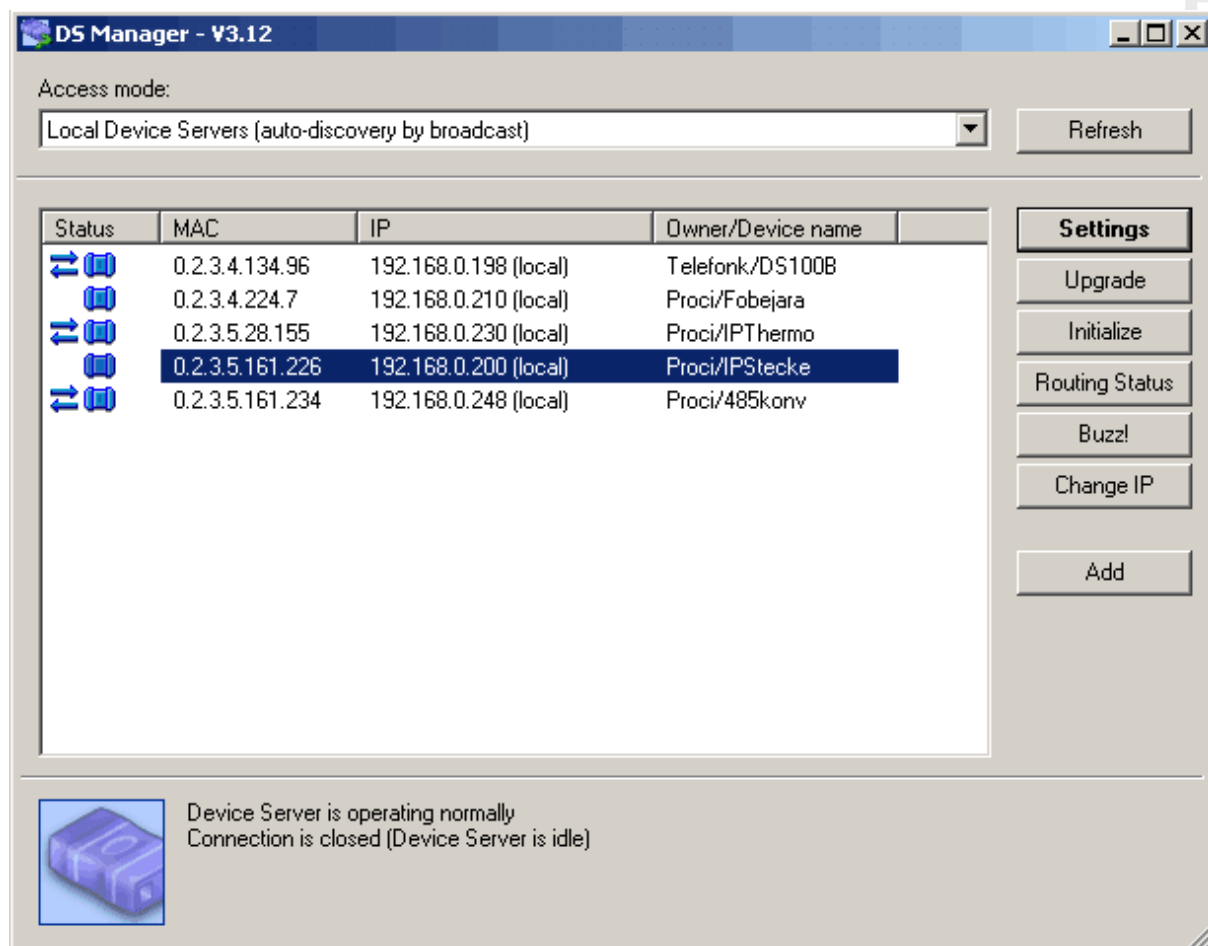 DS Manager - V3.12
Access mode:
Local Device Servers (auto-discovery by broadcast)
Refresh
Status MAC IP Owner/Device name
0.2.3.4.134.96 192.168.0.198 (local) Telefonk/DS100B
0.2.3.4.224.7 192.168.0.210 (local) Proci/Fobejara
0.2.3.5.28.155 192.168.0.230 (local) Proci/IPThermo
0.2.3.5.161.226 192.168.0.200 (local) Proci/IPStecke
0.2.3.5.161.234 192.168.0.248 (local) Proci/485konv
Settings
Upgrade
Initialize
Routing Status
Buzz!
Change IP
Add
Device Server is operating normally
Connection is closed (Device Server is idle)